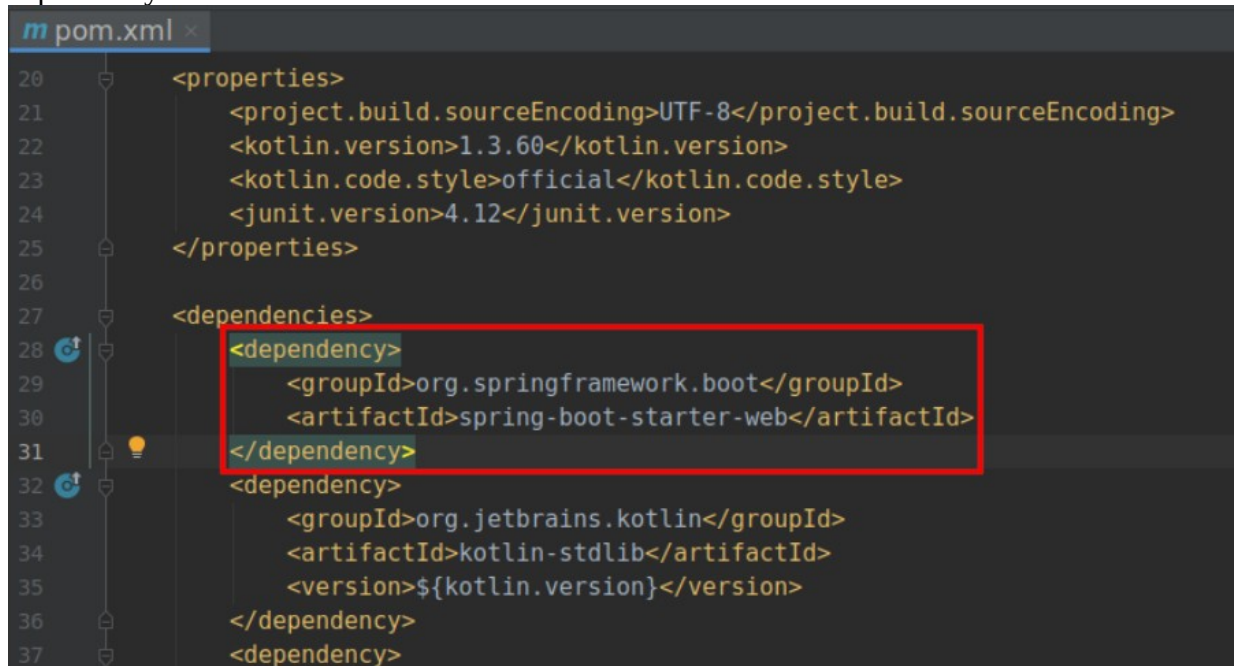 m pom.xml ×
20 <properties>
21 <project.build.sourceEncoding>UTF-8</project.build.sourceEncoding>
22 <kotlin.version>1.3.60</kotlin.version>
23 <kotlin.code.style>official</kotlin.code.style>
24 <junit.version>4.12</junit.version>
25 </properties>
26
27 <dependencies>
28 <dependency>
29 <groupId>org.springframework.boot</groupId>
30 <artifactId>spring-boot-starter-web</artifactId>
31 </dependency>
32 <dependency>
33 <groupId>org.jetbrains.kotlin</groupId>
34 <artifactId>kotlin-stdlib</artifactId>
35 <version>${kotlin.version}</version>
36 </dependency>
37 <dependency>